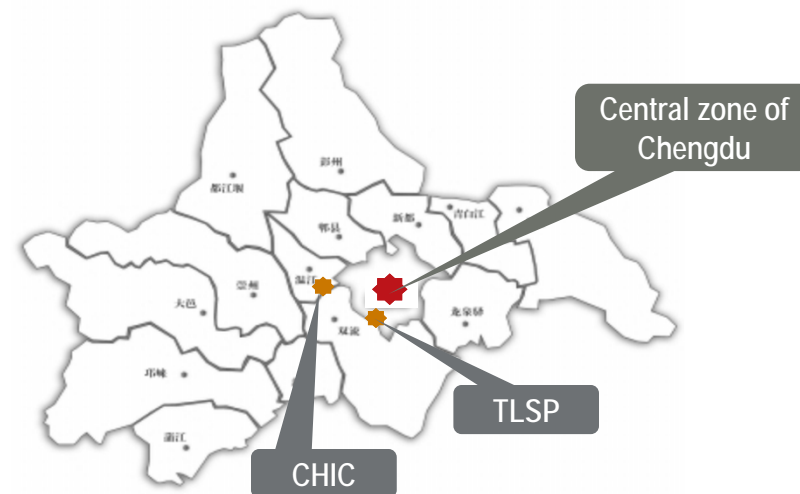 Central zone of
Chengdu
彭州
都江堰
郫县
新都
青白江
温江
崇州
大邑
双流
龙泉驿
邛崃
蒲江
TLSP
CHIC